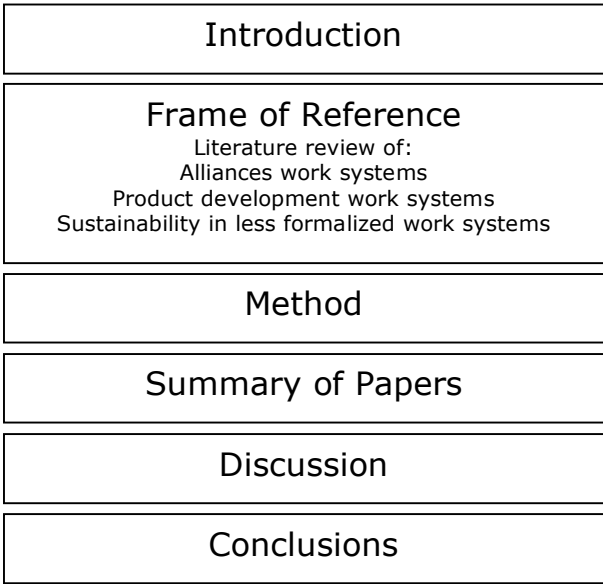 Introduction
Frame of Reference
Literature review of:
Alliances work systems
Product development work systems
Sustainability in less formalized work systems
Method
Summary of Papers
Discussion
Conclusions